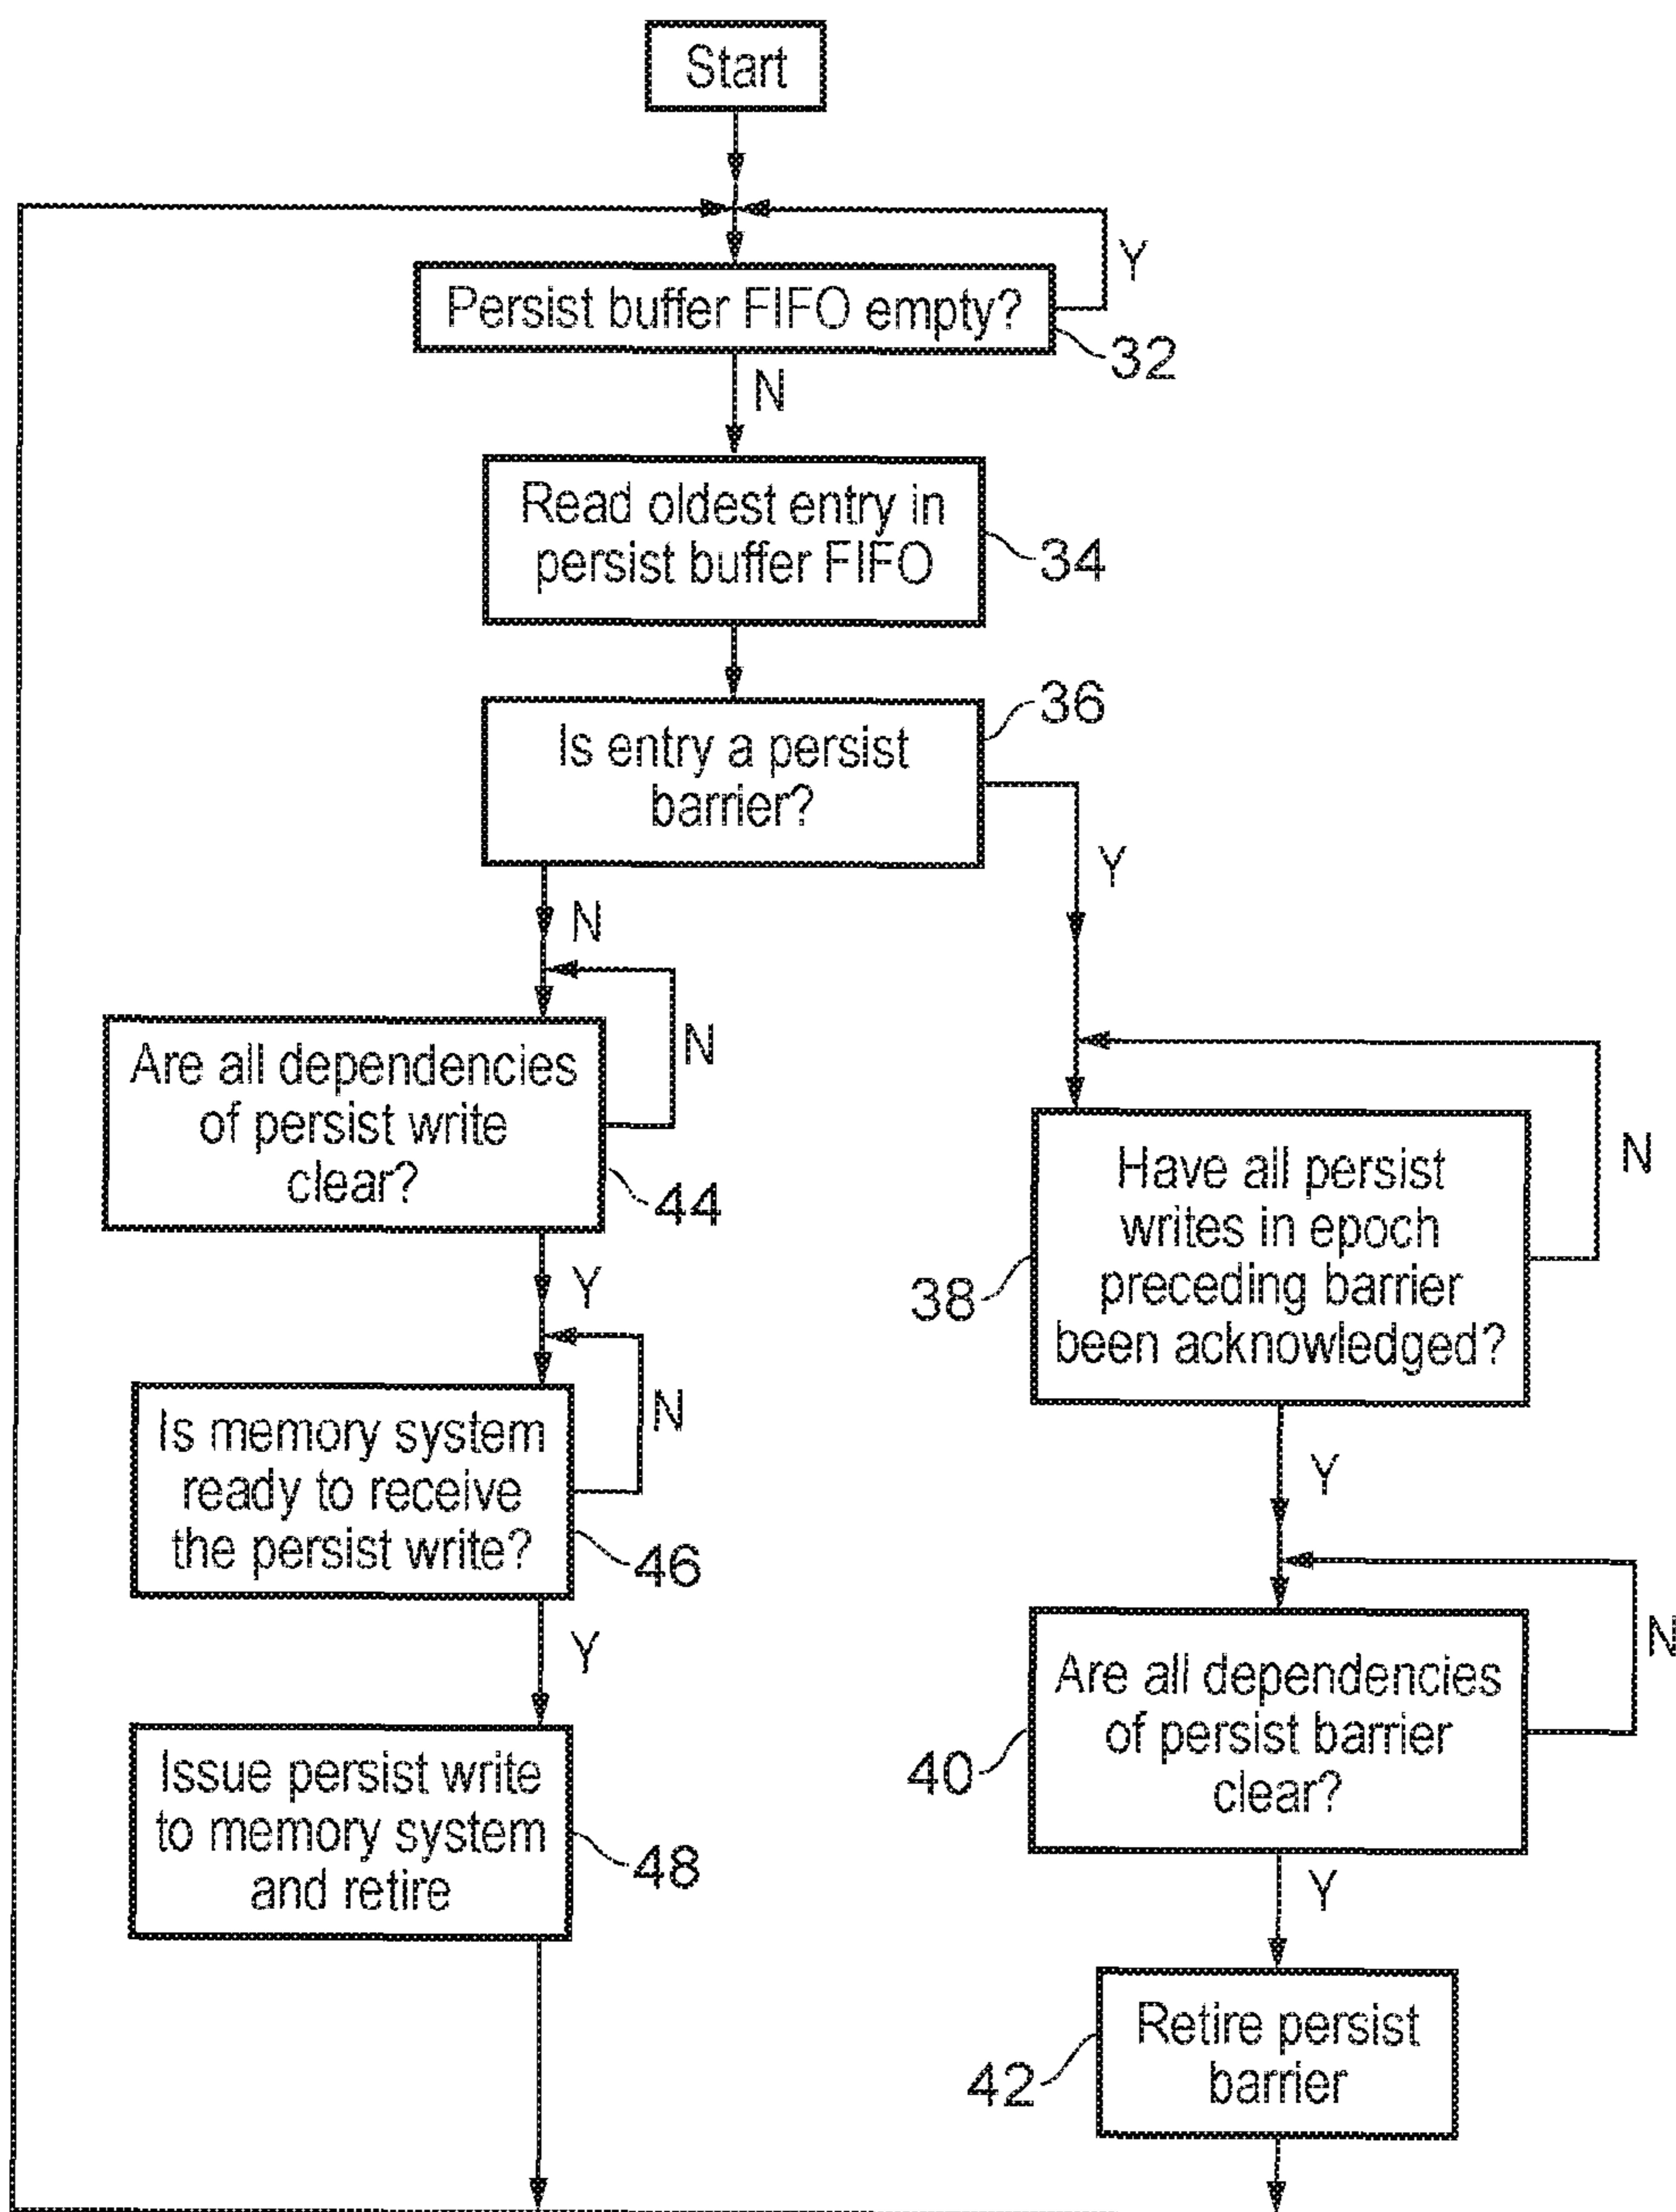 Start
Y
Persist buffer FIFO empty?
32
N
Read oldest entry in
persist buffer FIFO
34
36
Is entry a persist
barrier?
Y
N
N
Are all dependencies
of persist write
clear?
44
Y
N
Have all persist
writes in epoch
preceding barrier
been acknowledged?
38
N
Is memory system
ready to receive
the persist write?
46
Y
Y
N
Are all dependencies
of persist barrier
clear?
40
Issue persist write
to memory system
and retire
48
Y
Retire persist
barrier
42